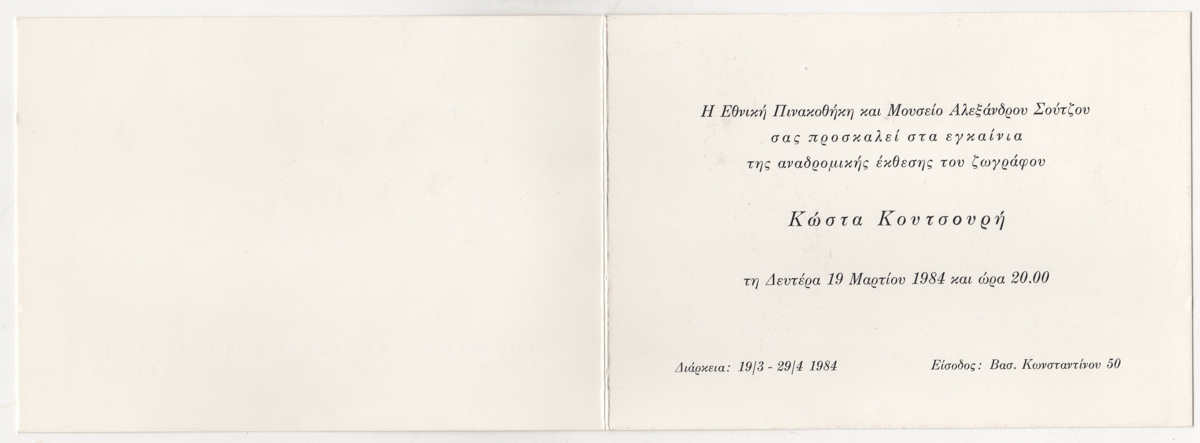 Η Εθνική Πινακοθήκη και Μουσείο Αλεξάνδρου Σούτζου
σας προσκαλεί στα εγκαίνια
της αναδρομικής έκθεσης του ζωγράφου
Κώστα Κουτσουρή
τη Δευτέρα 19 Μαρτίου 1984 και ώρα 20.00
Διάρκεια: 19/3 - 29/4 1984 Είσοδος: Βασ. Κωνσταντίνου 50